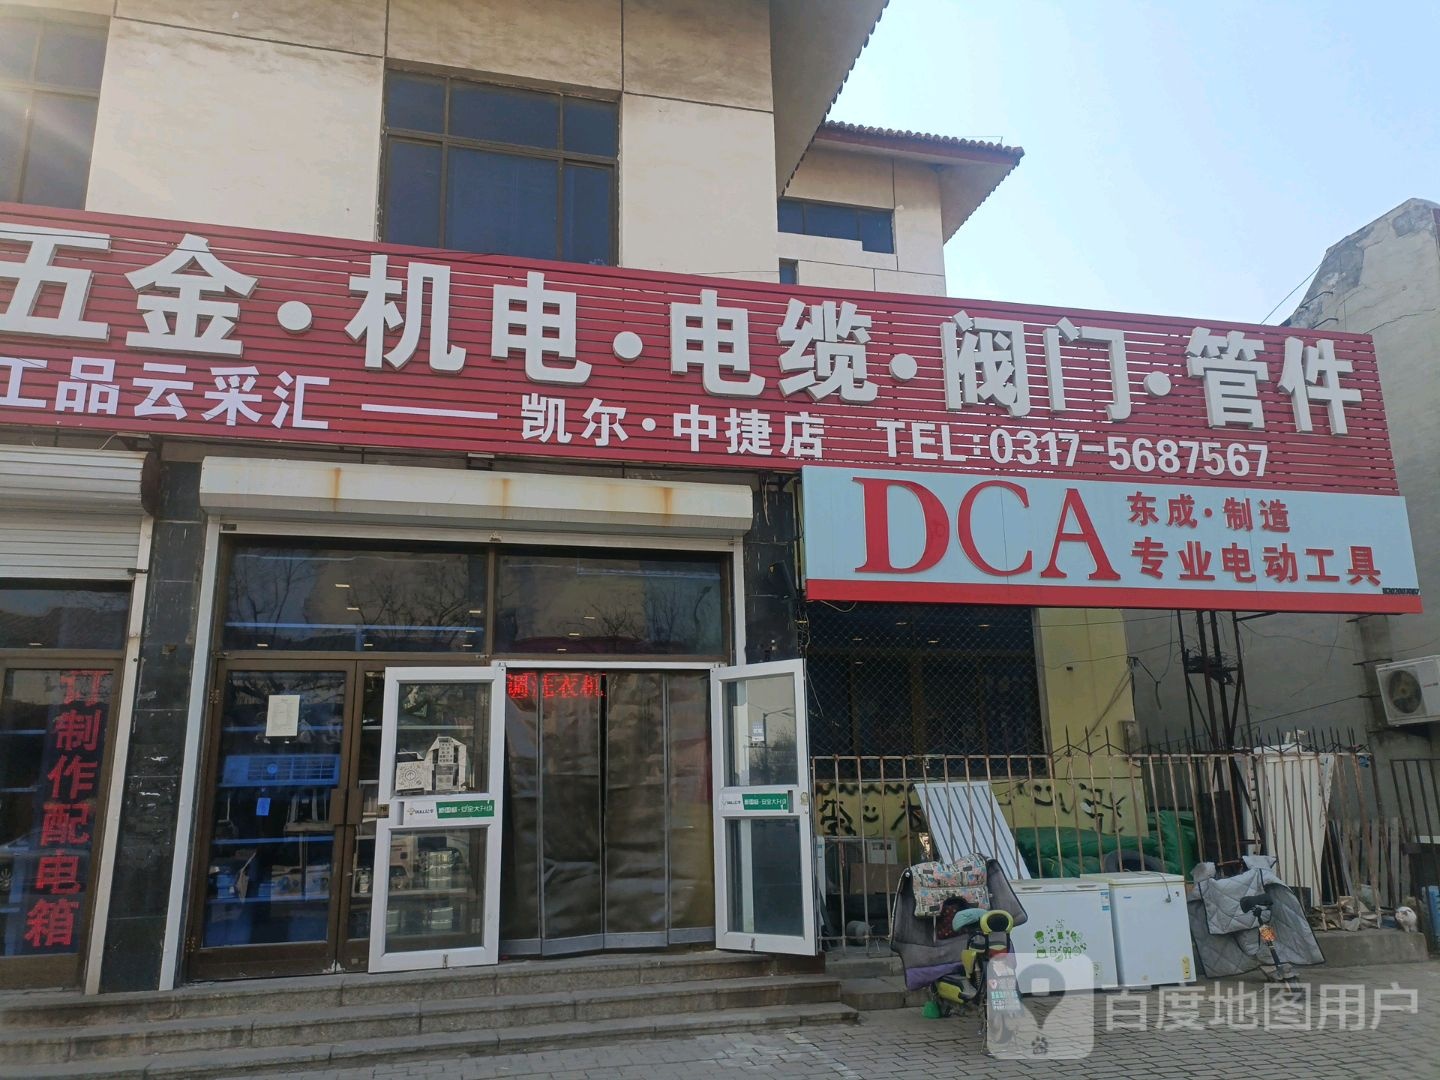 五金·机电·电缆·阀门·管件
工品云采汇——凯尔·中捷店 TEL:0317-5687567
DCA 东成·制造
专业电动工具
调洗衣机
订制作配电箱
百度地图用户